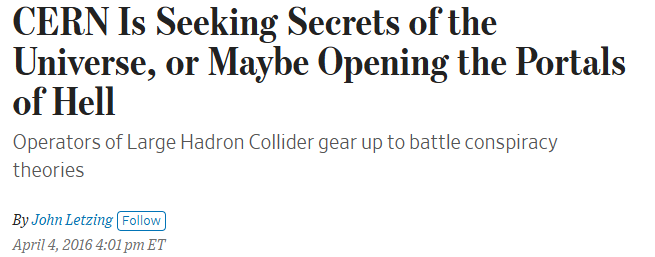 CERN Is Seeking Secrets of the
Universe, or Maybe Opening the Portals
of Hell
Operators of Large Hadron Collider gear up to battle conspiracy
theories
By John Letzing Follow
April 4, 2016 4:01 pm ET